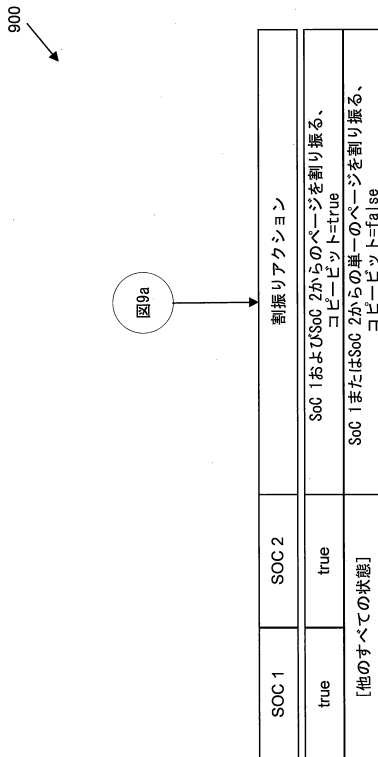 900
図9a
SOC 1
SOC 2
割振りアクション
true
true
SoC 1およびSoC 2からのページを割り振る、
コピービット=true
[他のすべての状態]
SoC 1またはSoC 2からの単一のページを割り振る、
コピービット=false